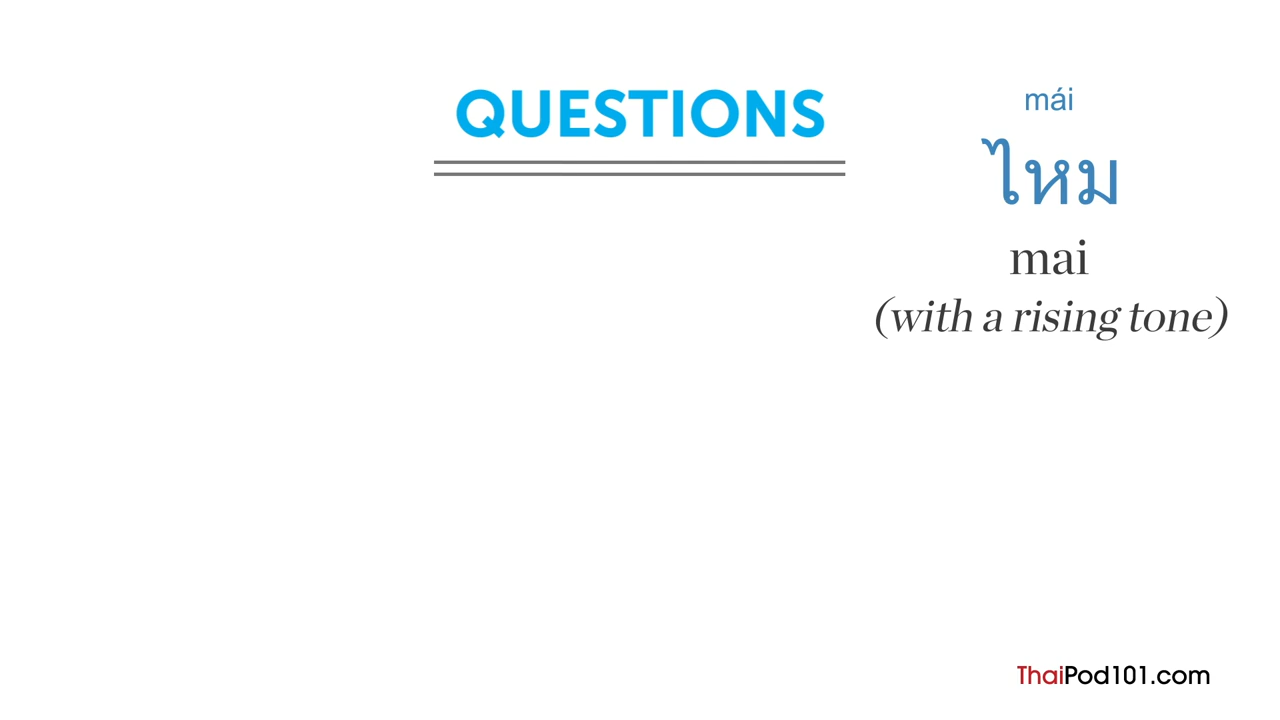 QUESTIONS
mái
ไหม
mai
(with a rising tone)
ThaiPod101.com